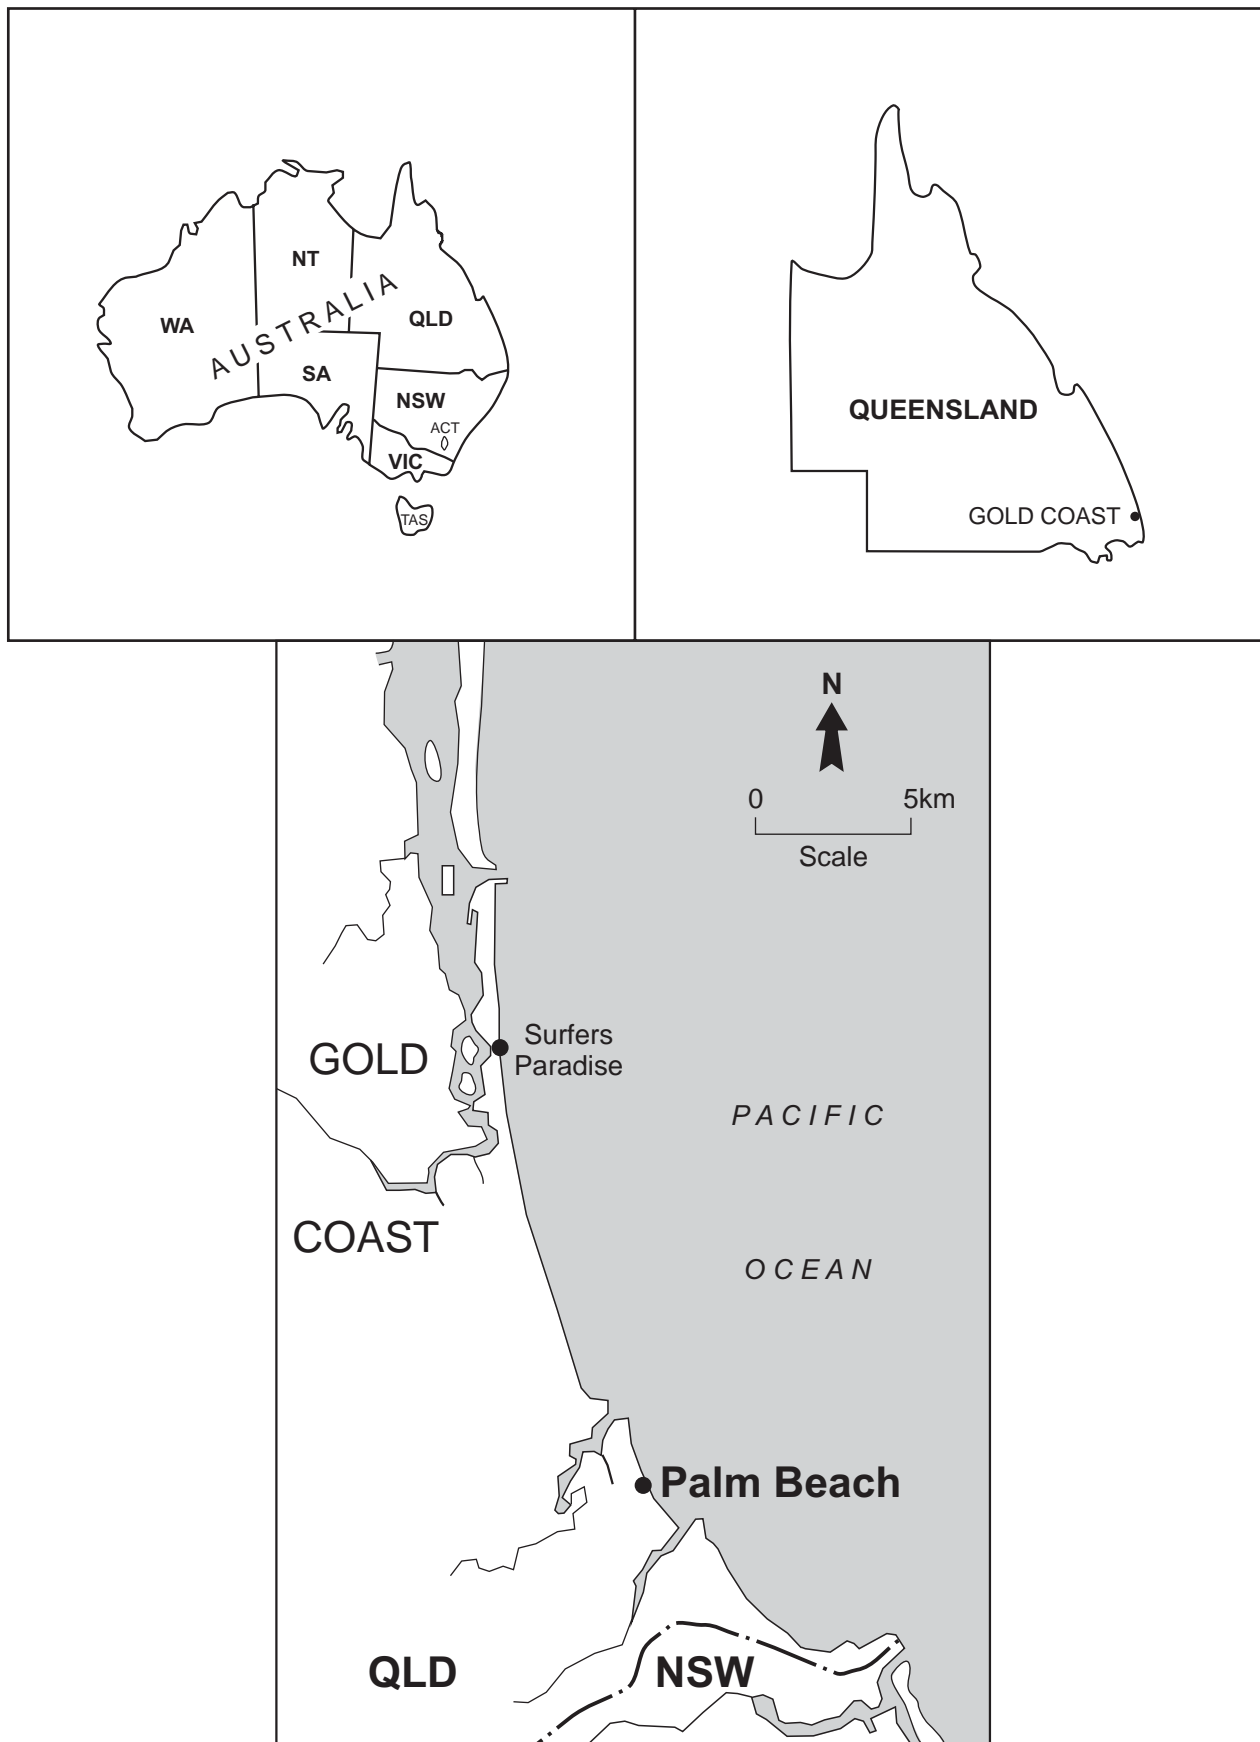 NT
WA
AUSTRALIA
QLD
SA
NSW
ACT
VIC
TAS
QUEENSLAND
GOLD COAST
N
0 5km
Scale
Surfers
Paradise
GOLD
PACIFIC
COAST
OCEAN
Palm Beach
QLD
NSW